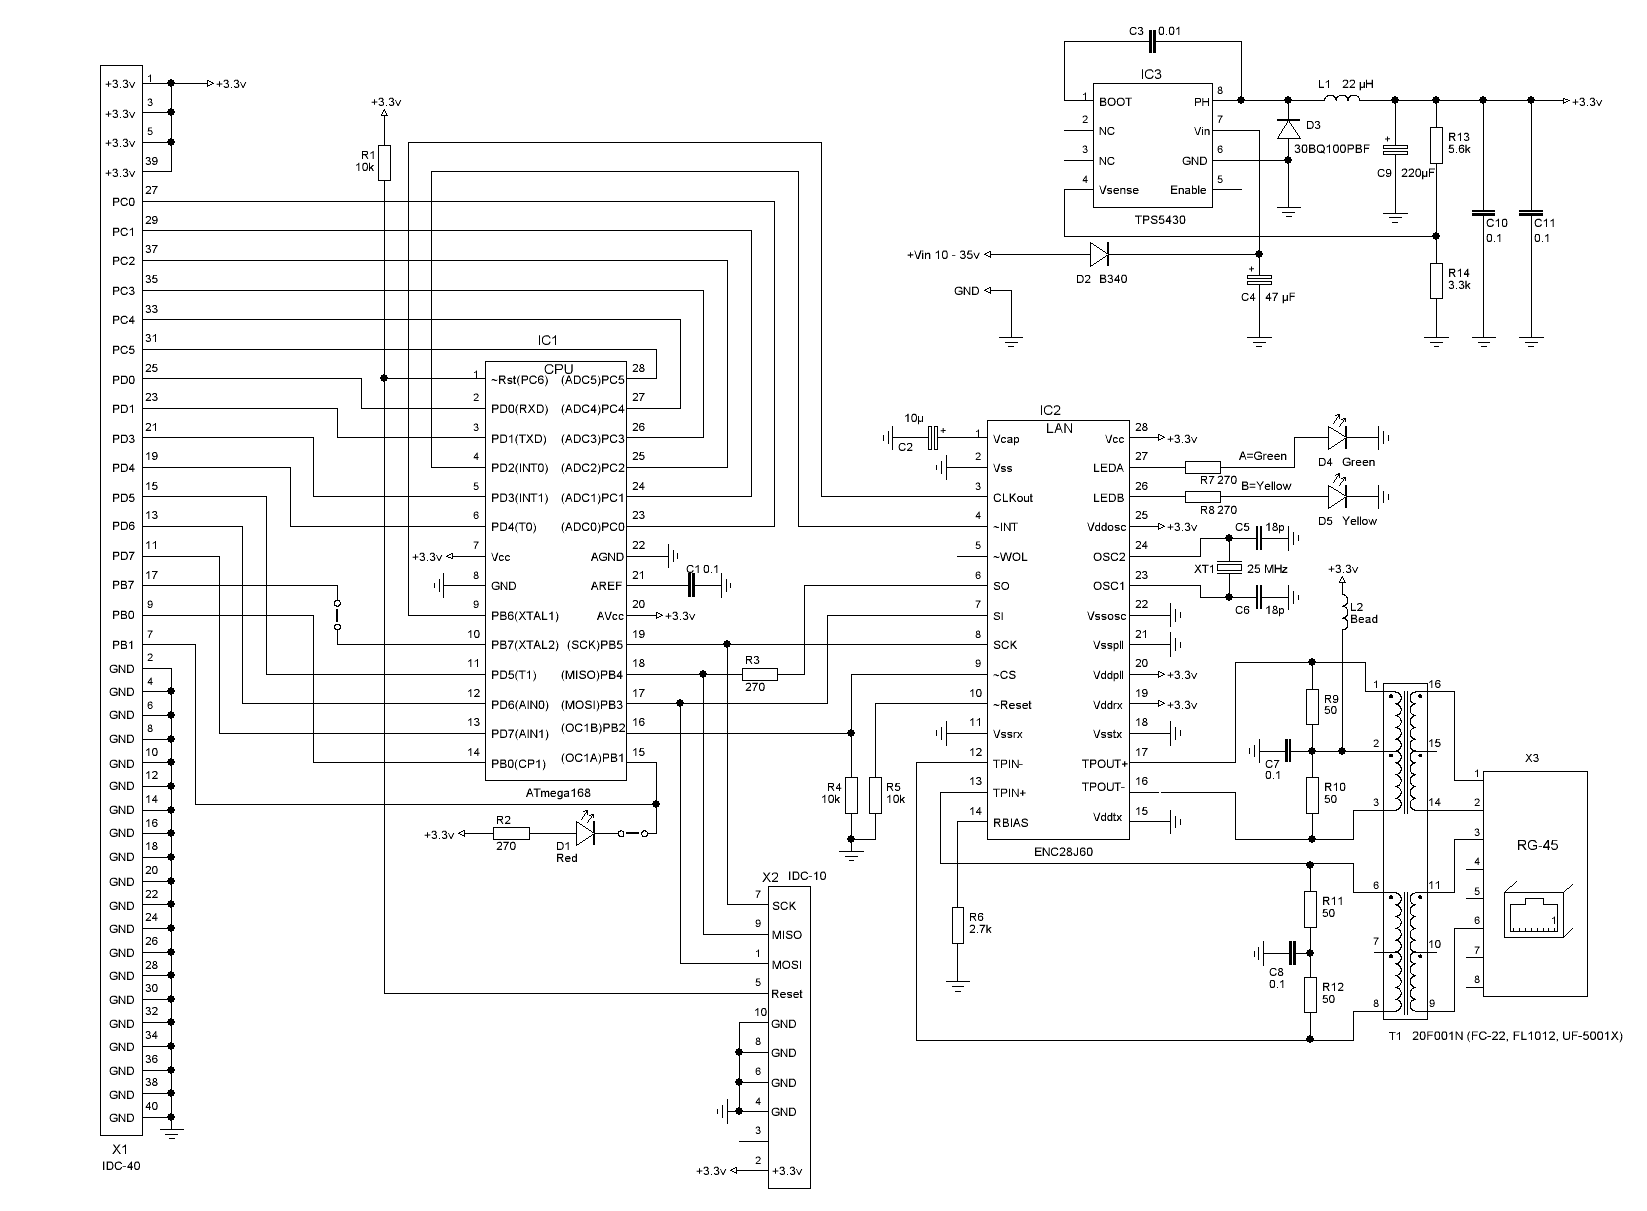 +3.3v 1 +3.3v
+3.3v 3
+3.3v 5
+3.3v 39
PC0 27
PC1 29
PC2 37
PC3 35
PC4 33
PC5 31
PD0 25
PD1 23
PD3 21
PD4 19
PD5 15
PD6 13
PD7 11
PB7 17
PB0 9
PB1 7
GND 2
GND 4
GND 6
GND 8
GND 10
GND 12
GND 14
GND 16
GND 18
GND 20
GND 22
GND 24
GND 26
GND 28
GND 30
GND 32
GND 34
GND 36
GND 38
GND 40
X1
IDC-40
+3.3v
R1
10k
IC1
CPU
1 ~Rst(PC6) (ADC5)PC5 28
2 PD0(RXD) (ADC4)PC4 27
3 PD1(TXD) (ADC3)PC3 26
4 PD2(INT0) (ADC2)PC2 25
5 PD3(INT1) (ADC1)PC1 24
6 PD4(T0) (ADC0)PC0 23
+3.3v 7 Vcc AGND 22
8 GND AREF 21 C1 0.1
9 PB6(XTAL1) AVcc 20 +3.3v
10 PB7(XTAL2) (SCK)PB5 19
11 PD5(T1) (MISO)PB4 18
12 PD6(AIN0) (MOSI)PB3 17
13 PD7(AIN1) (OC1B)PB2 16
14 PB0(CP1) (OC1A)PB1 15
ATmega168
R3
270
+3.3v R2
270
D1
Red
R4
10k
R5
10k
X2 IDC-10
7 SCK
9 MISO
1 MOSI
5 Reset
10 GND
8 GND
6 GND
4 GND
3
+3.3v 2 +3.3v
C3 0.01
IC3
1 BOOT PH 8
2 NC Vin 7
3 NC GND 6
4 Vsense Enable 5
TPS5430
L1 22 µH
+3.3v
D3
30BQ100PBF
C9 + 220µF
R13
5.6k
C10
0.1
C11
0.1
R14
3.3k
+Vin 10 - 35v
D2 B340
GND
+
C4 47 µF
IC2
LAN
10µ
C2 +
1 Vcap Vcc 28 +3.3v
2 Vss LEDA 27
3 CLKout LEDB 26
4 ~INT Vddosc 25 +3.3v
5 ~WOL OSC2 24
6 SO OSC1 23
7 SI Vssosc 22
8 SCK Vsspll 21
9 ~CS Vddpll 20 +3.3v
10 ~Reset Vddrx 19 +3.3v
11 Vssrx Vsstx 18
12 TPIN- TPOUT+ 17
13 TPIN+ TPOUT- 16
14 RBIAS Vddtx 15
ENC28J60
A=Green
R7 270
D4 Green
B=Yellow
R8 270
D5 Yellow
C5 18p
XT1 25 MHz
C6 18p
+3.3v
L2
Bead
R6
2.7k
R9
50
C7
0.1
R10
50
R11
50
C8
0.1
R12
50
1 16
2 15
3 14
6 11
7 10
8 9
T1 20F001N (FC-22, FL1012, UF-5001X)
X3
1
2
3
4
5
6
7
8
RG-45
1